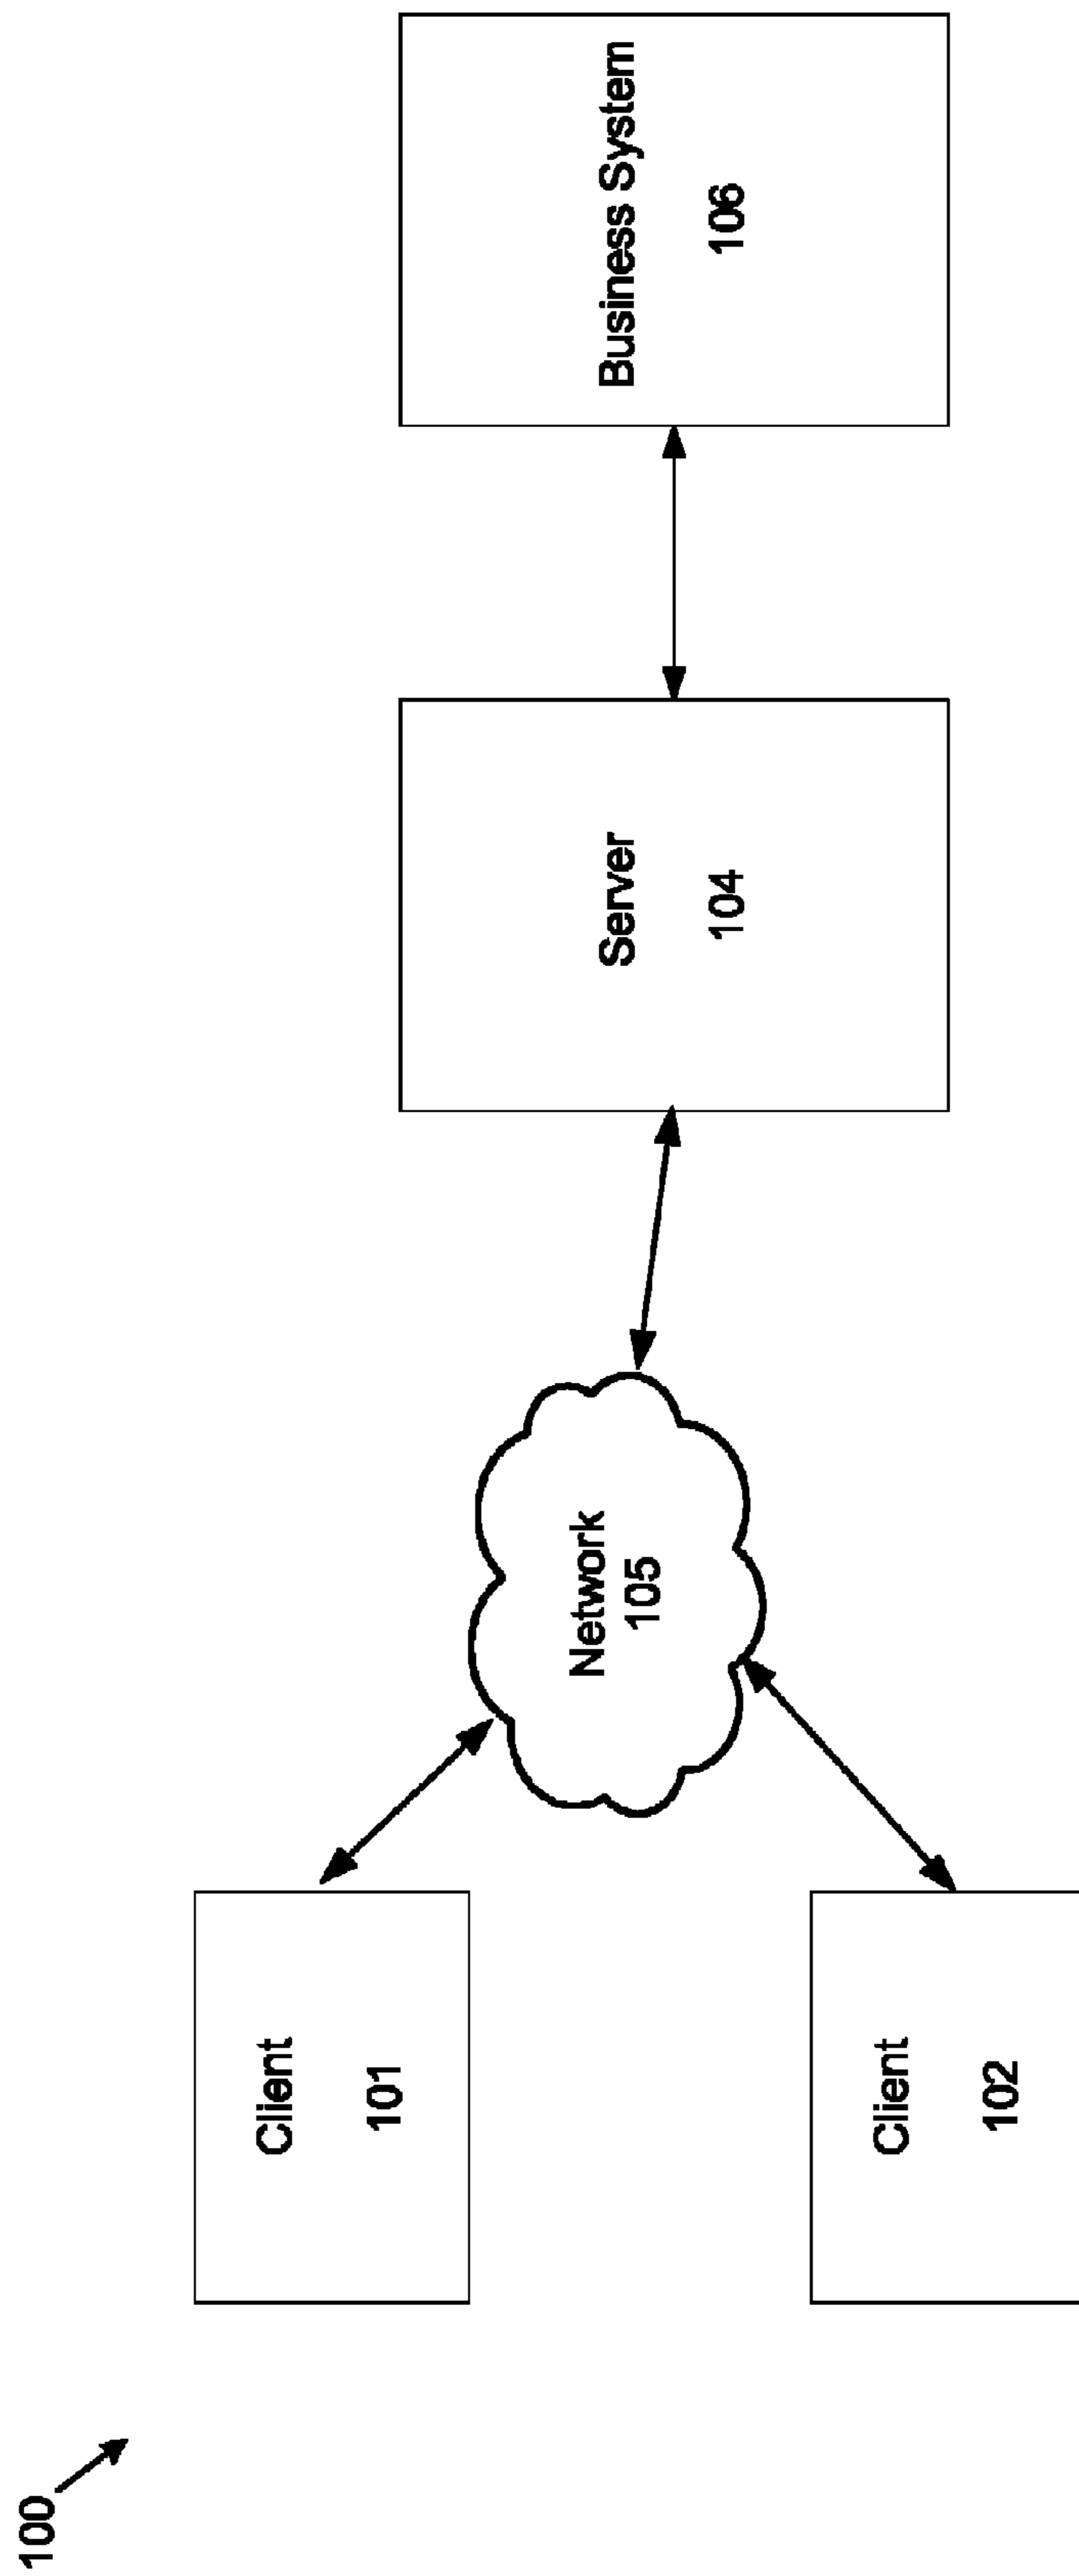 100
Client
101
Client
102
Network
105
Server
104
Business System
106